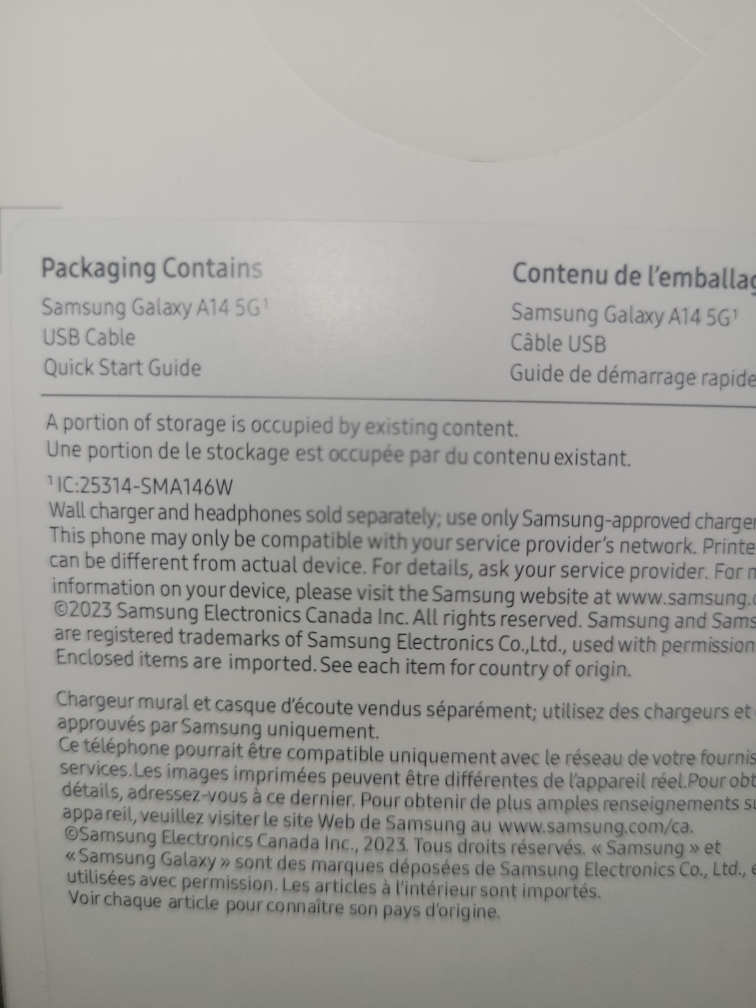 Packaging Contains
Samsung Galaxy A14 5G¹
USB Cable
Quick Start Guide
Contenu de l'emballag
Samsung Galaxy A14 5G¹
Câble USB
Guide de démarrage rapide
A portion of storage is occupied by existing content.
Une portion de le stockage est occupée par du contenu existant.
¹ IC:25314-SMA146W
Wall charger and headphones sold separately; use only Samsung-approved charger
This phone may only be compatible with your service provider's network. Printe
can be different from actual device. For details, ask your service provider. For m
information on your device, please visit the Samsung website at www.samsung.c
©2023 Samsung Electronics Canada Inc. All rights reserved. Samsung and Sams
are registered trademarks of Samsung Electronics Co.,Ltd., used with permission
Enclosed items are imported. See each item for country of origin.
Chargeur mural et casque d'écoute vendus séparément; utilisez des chargeurs et
approuvés par Samsung uniquement.
Ce téléphone pourrait être compatible uniquement avec le réseau de votre fournis
services. Les images imprimées peuvent être différentes de l'appareil réel. Pour obt
détails, adressez-vous à ce dernier. Pour obtenir de plus amples renseignements su
appareil, veuillez visiter le site Web de Samsung au www.samsung.com/ca.
©Samsung Electronics Canada Inc., 2023. Tous droits réservés. « Samsung » et
« Samsung Galaxy » sont des marques déposées de Samsung Electronics Co., Ltd., e
utilisées avec permission. Les articles à l'intérieur sont importés.
Voir chaque article pour connaître son pays d'origine.